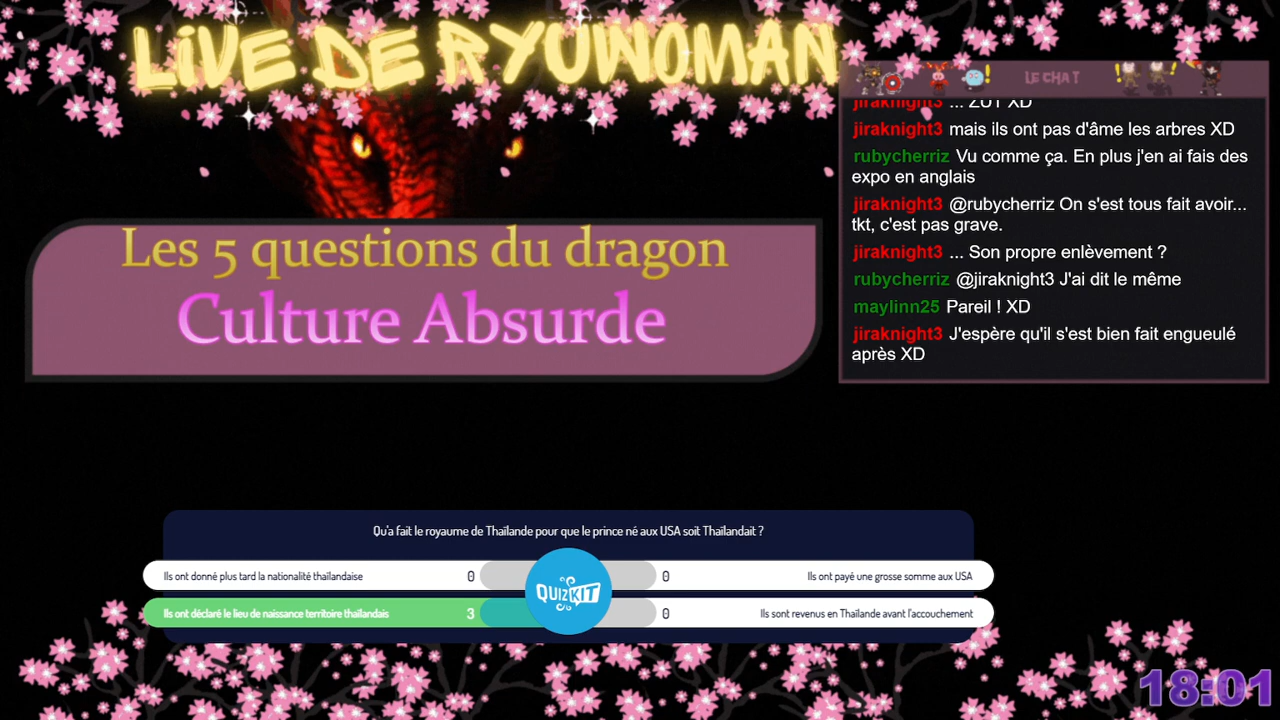 LIVE DE RYUWOMAN
LE CHAT
jiraknight3 ... ZUT XD
jiraknight3 mais ils ont pas d'âme les arbres XD
rubycherriz Vu comme ça. En plus j'en ai fais des
expo en anglais
jiraknight3 @rubycherriz On s'est tous fait avoir...
tkt, c'est pas grave.
jiraknight3 ... Son propre enlèvement ?
rubycherriz @jiraknight3 J'ai dit le même
maylinn25 Pareil ! XD
jiraknight3 J'espère qu'il s'est bien fait engueulé
après XD
Les 5 questions du dragon
Culture Absurde
Qu'a fait le royaume de Thaïlande pour que le prince né aux USA soit Thaïlandait ?
Ils ont donné plus tard la nationalité thaïlandaise 0
0 Ils ont payé une grosse somme aux USA
QUIZKIT
Ils ont déclaré le lieu de naissance territoire thaïlandais 3
0 Ils sont revenus en Thaïlande avant l'accouchement
18:01